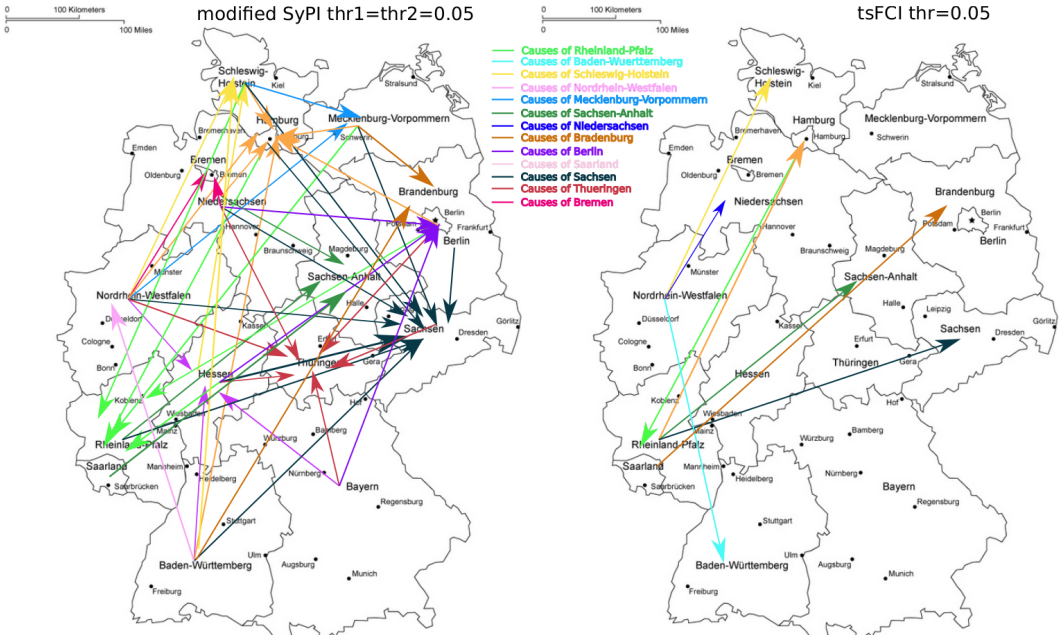 modified SyPI thr1=thr2=0.05
tsFCI thr=0.05
0 100 Kilometers
0 100 Miles
0 100 Kilometers
0 100 Miles
Causes of Rheinland-Pfalz
Causes of Baden-Wuerttemberg
Causes of Schleswig-Holstein
Causes of Nordrhein-Westfalen
Causes of Mecklenburg-Vorpommern
Causes of Sachsen-Anhalt
Causes of Niedersachsen
Causes of Bradenburg
Causes of Berlin
Causes of Saarland
Causes of Sachsen
Causes of Thueringen
Causes of Bremen
Schleswig-
Holstein
Kiel
Stralsund
Hamburg
Mecklenburg-Vorpommern
Schwerin
Bremerhaven
Emden
Bremen
Oldenburg
Bremen
Niedersachsen
Brandenburg
Berlin
Potsdam
Frankfurt
Berlin
Hannover
Braunschweig
Magdeburg
Münster
Sachsen-Anhalt
Nordrhein-Westfalen
Halle
Düsseldorf
Kassel
Sachsen
Görlitz
Dresden
Cologne
Erfurt
Thüringen
Gera
Bonn
Hessen
Koblenz
Hof
Wiesbaden
Mainz
Rheinland-Pfalz
Würzburg
Bamberg
Saarland
Mannheim
Heidelberg
Nürnberg
Saarbrücken
Bayern
Regensburg
Stuttgart
Ulm
Baden-Württemberg
Augsburg
Munich
Freiburg
Schleswig-
Holstein
Kiel
Stralsund
Hamburg
Hamburg
Mecklenburg-Vorpommern
Schwerin
Bremerhaven
Emden
Bremen
Oldenburg
Bremen
Niedersachsen
Brandenburg
Berlin
Potsdam
Frankfurt
Berlin
Hannover
Braunschweig
Magdeburg
Münster
Sachsen-Anhalt
Nordrhein-Westfalen
Halle
Leipzig
Düsseldorf
Kassel
Sachsen
Görlitz
Dresden
Cologne
Erfurt
Thüringen
Gera
Bonn
Hessen
Koblenz
Hof
Wiesbaden
Mainz
Rheinland-Pfalz
Würzburg
Bamberg
Saarland
Mannheim
Heidelberg
Nürnberg
Saarbrücken
Bayern
Regensburg
Stuttgart
Ulm
Baden-Württemberg
Augsburg
Munich
Freiburg